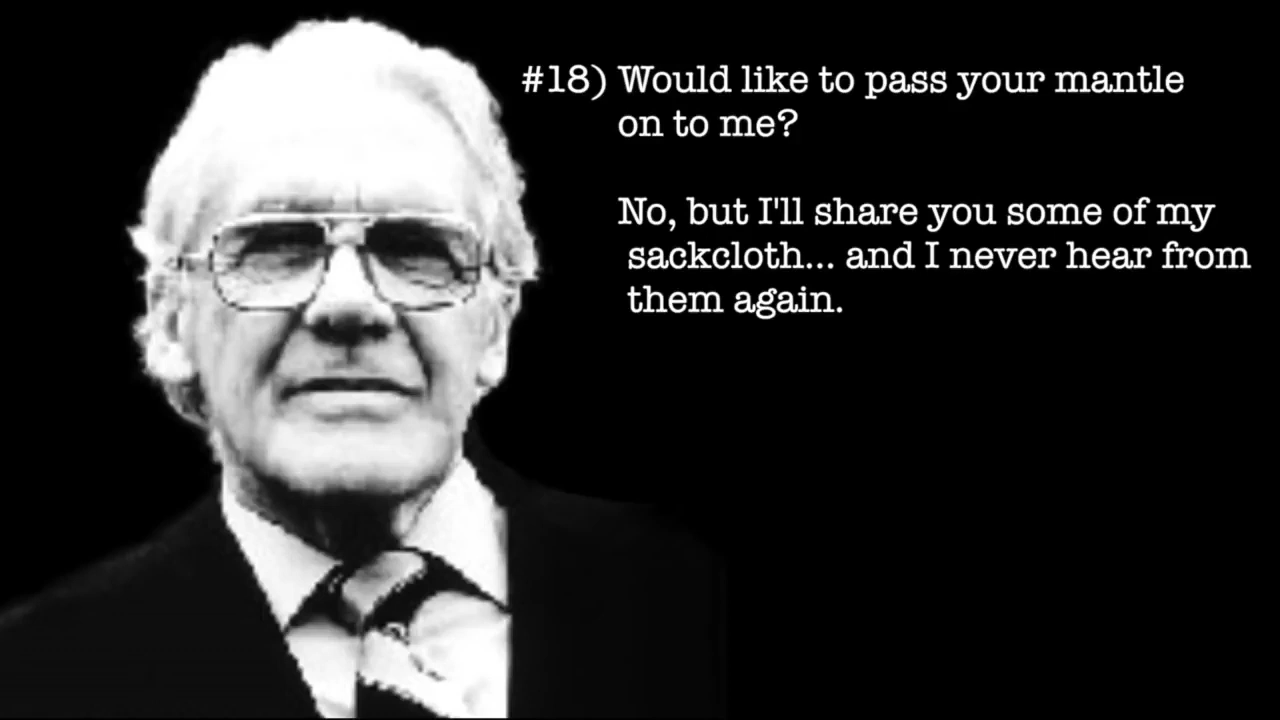 #18) Would like to pass your mantle
on to me?
No, but I'll share you some of my
sackcloth... and I never hear from
them again.